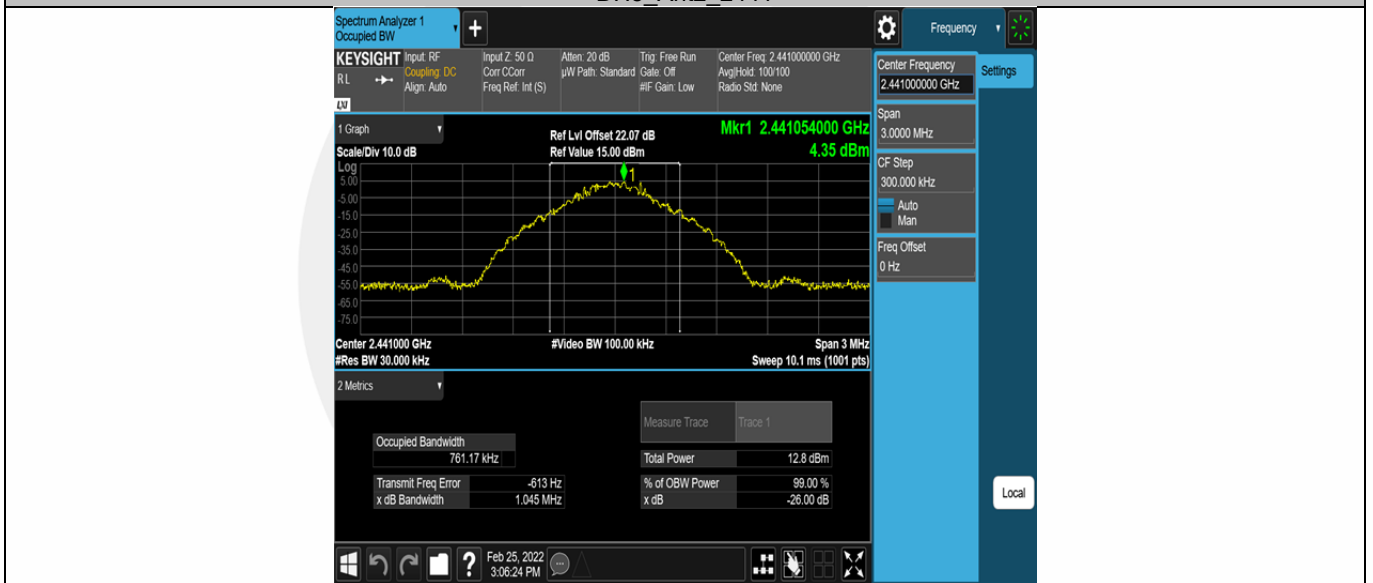 Spectrum Analyzer 1
Occupied BW
+
Frequency
KEYSIGHT
RL
LXI
Input: RF
Coupling: DC
Align: Auto
Input Z: 50 Ω
Corr CCorr
Freq Ref: Int (S)
Atten: 20 dB
µW Path: Standard
Trig: Free Run
Gate: Off
#IF Gain: Low
Center Freq: 2.441000000 GHz
Avg|Hold: 100/100
Radio Std: None
Center Frequency
2.441000000 GHz
Settings
Span
3.0000 MHz
CF Step
300.000 kHz
Auto
Man
Freq Offset
0 Hz
Local
1 Graph
Scale/Div 10.0 dB
Ref Lvl Offset 22.07 dB
Ref Value 15.00 dBm
Mkr1 2.441054000 GHz
4.35 dBm
Log
1
5.00
-5.00
-15.0
-25.0
-35.0
-45.0
-55.0
-65.0
-75.0
Center 2.441000 GHz
#Video BW 100.00 kHz
Span 3 MHz
#Res BW 30.000 kHz
Sweep 10.1 ms (1001 pts)
2 Metrics
Measure Trace Trace 1
Occupied Bandwidth
761.17 kHz
Total Power 12.8 dBm
Transmit Freq Error -613 Hz
% of OBW Power 99.00 %
x dB Bandwidth 1.045 MHz
x dB -26.00 dB
?
Feb 25, 2022
3:06:24 PM